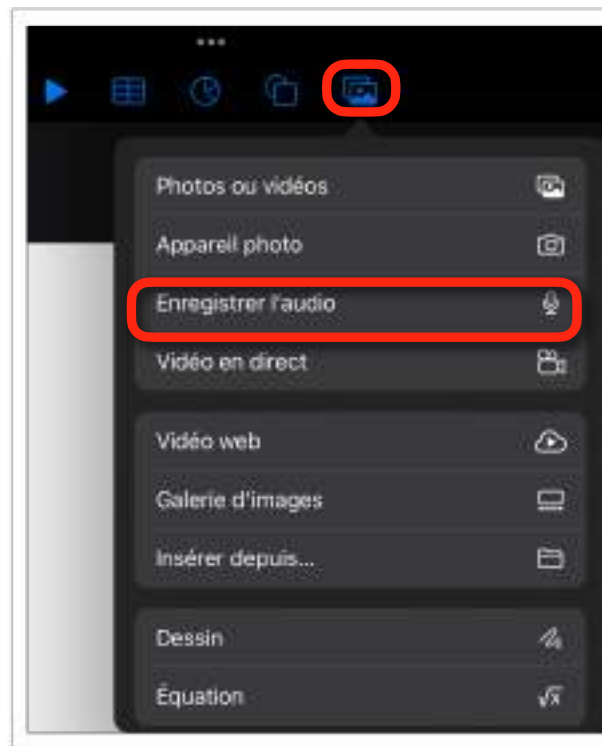 Photos ou vidéos
Appareil photo
Enregistrer l'audio
Vidéo en direct
Vidéo web
Galerie d'images
Insérer depuis...
Dessin
Équation